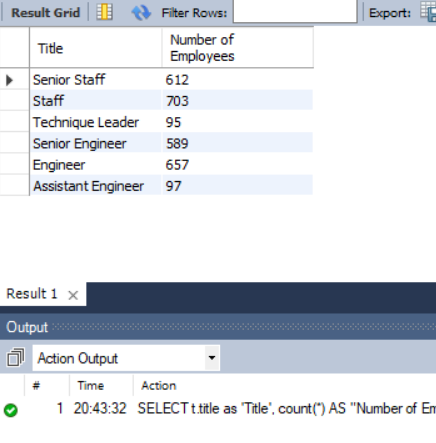 Result Grid Filter Rows: Export:
Title Number of Employees
Senior Staff 612
Staff 703
Technique Leader 95
Senior Engineer 589
Engineer 657
Assistant Engineer 97
Result 1 ×
Output
Action Output
# Time Action
1 20:43:32 SELECT t.title as 'Title', count(*) AS "Number of